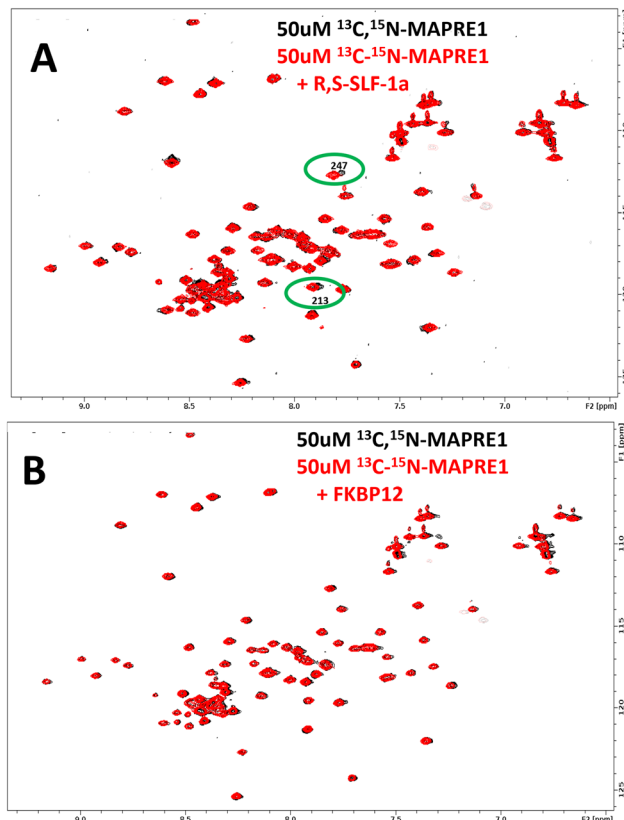 A
50uM ¹³C,¹⁵N-MAPRE1
50uM ¹³C-¹⁵N-MAPRE1
+ R,S-SLF-1a
247
213
115
9.0 8.5 8.0 7.5 7.0 F2 [ppm]
B
50uM ¹³C,¹⁵N-MAPRE1
50uM ¹³C-¹⁵N-MAPRE1
+ FKBP12
F1 [ppm]
110
115
120
125
9.0 8.5 8.0 7.5 7.0 F2 [ppm]